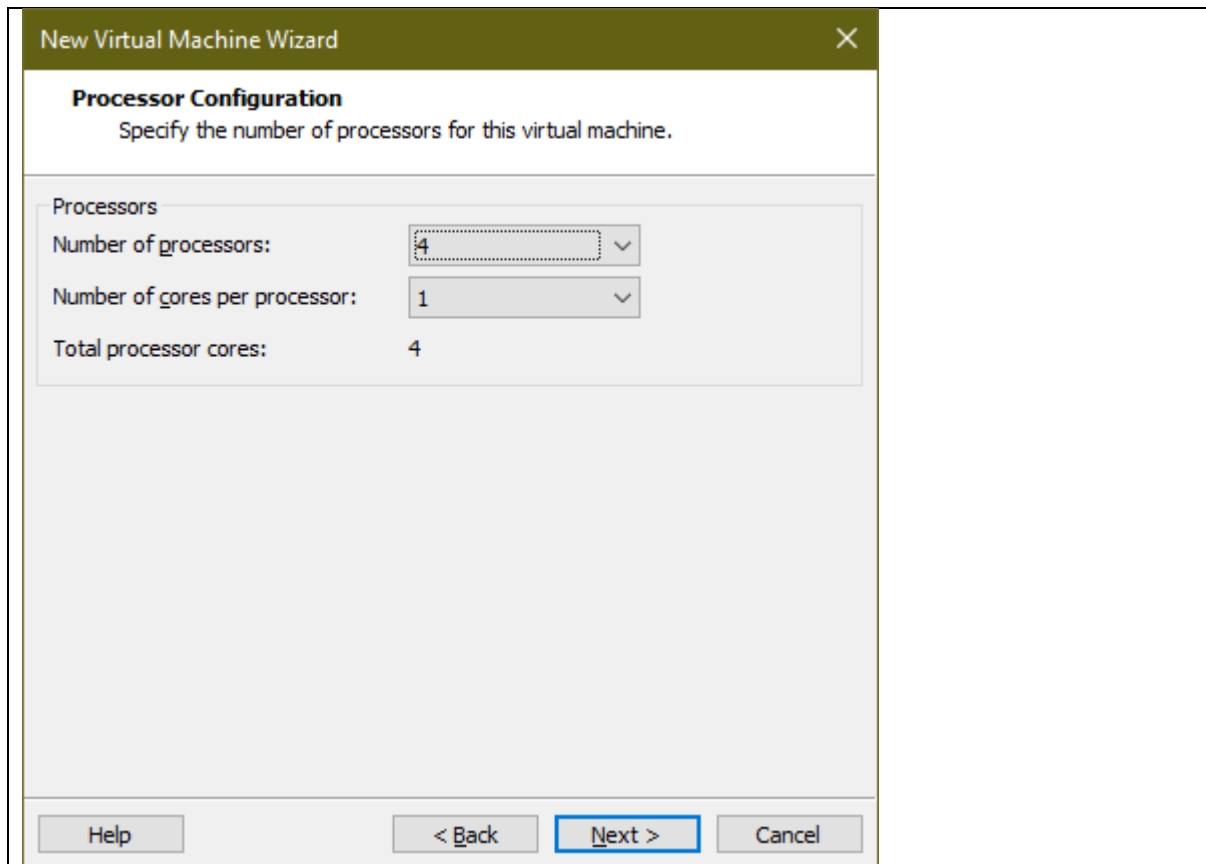 New Virtual Machine Wizard
Processor Configuration
Specify the number of processors for this virtual machine.
Processors
Number of processors: 4
Number of cores per processor: 1
Total processor cores: 4
Help < Back Next > Cancel